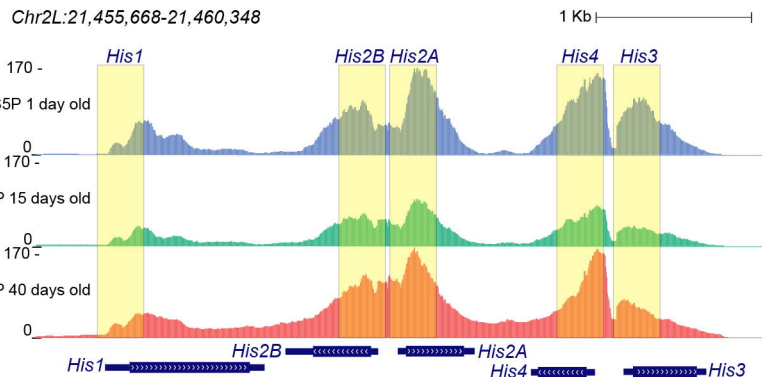 Chr2L:21,455,668-21,460,348
1 Kb
His1 His2B His2A His4 His3
170 -
S5P 1 day old
0
170 -
P 15 days old
0
170 -
P 40 days old
0
His2B His2A
His1 His4 His3